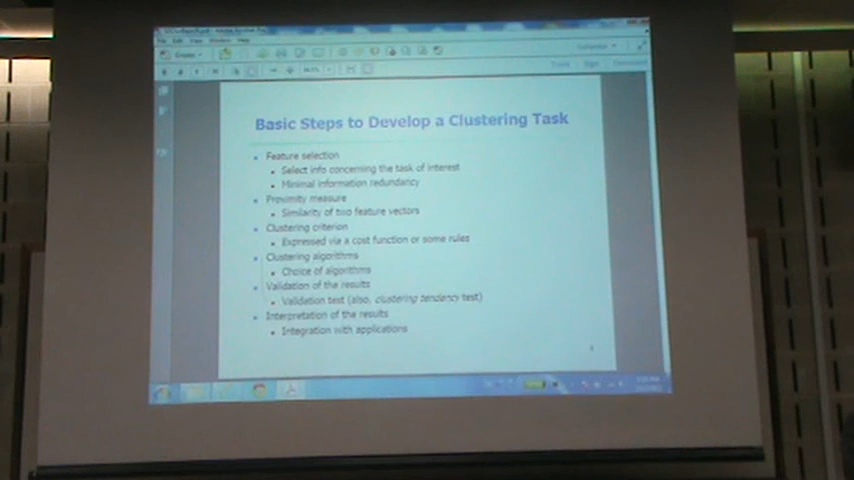 Create
Basic Steps to Develop a Clustering Task
Feature selection
Select info concerning the task of interest
Minimal information redundancy
Proximity measure
Similarity of two feature vectors
Clustering criterion
Expressed via a cost function or some rules
Clustering algorithms
Choice of algorithms
Validation of the results
Validation test (also, clustering tendency test)
Interpretation of the results
Integration with applications